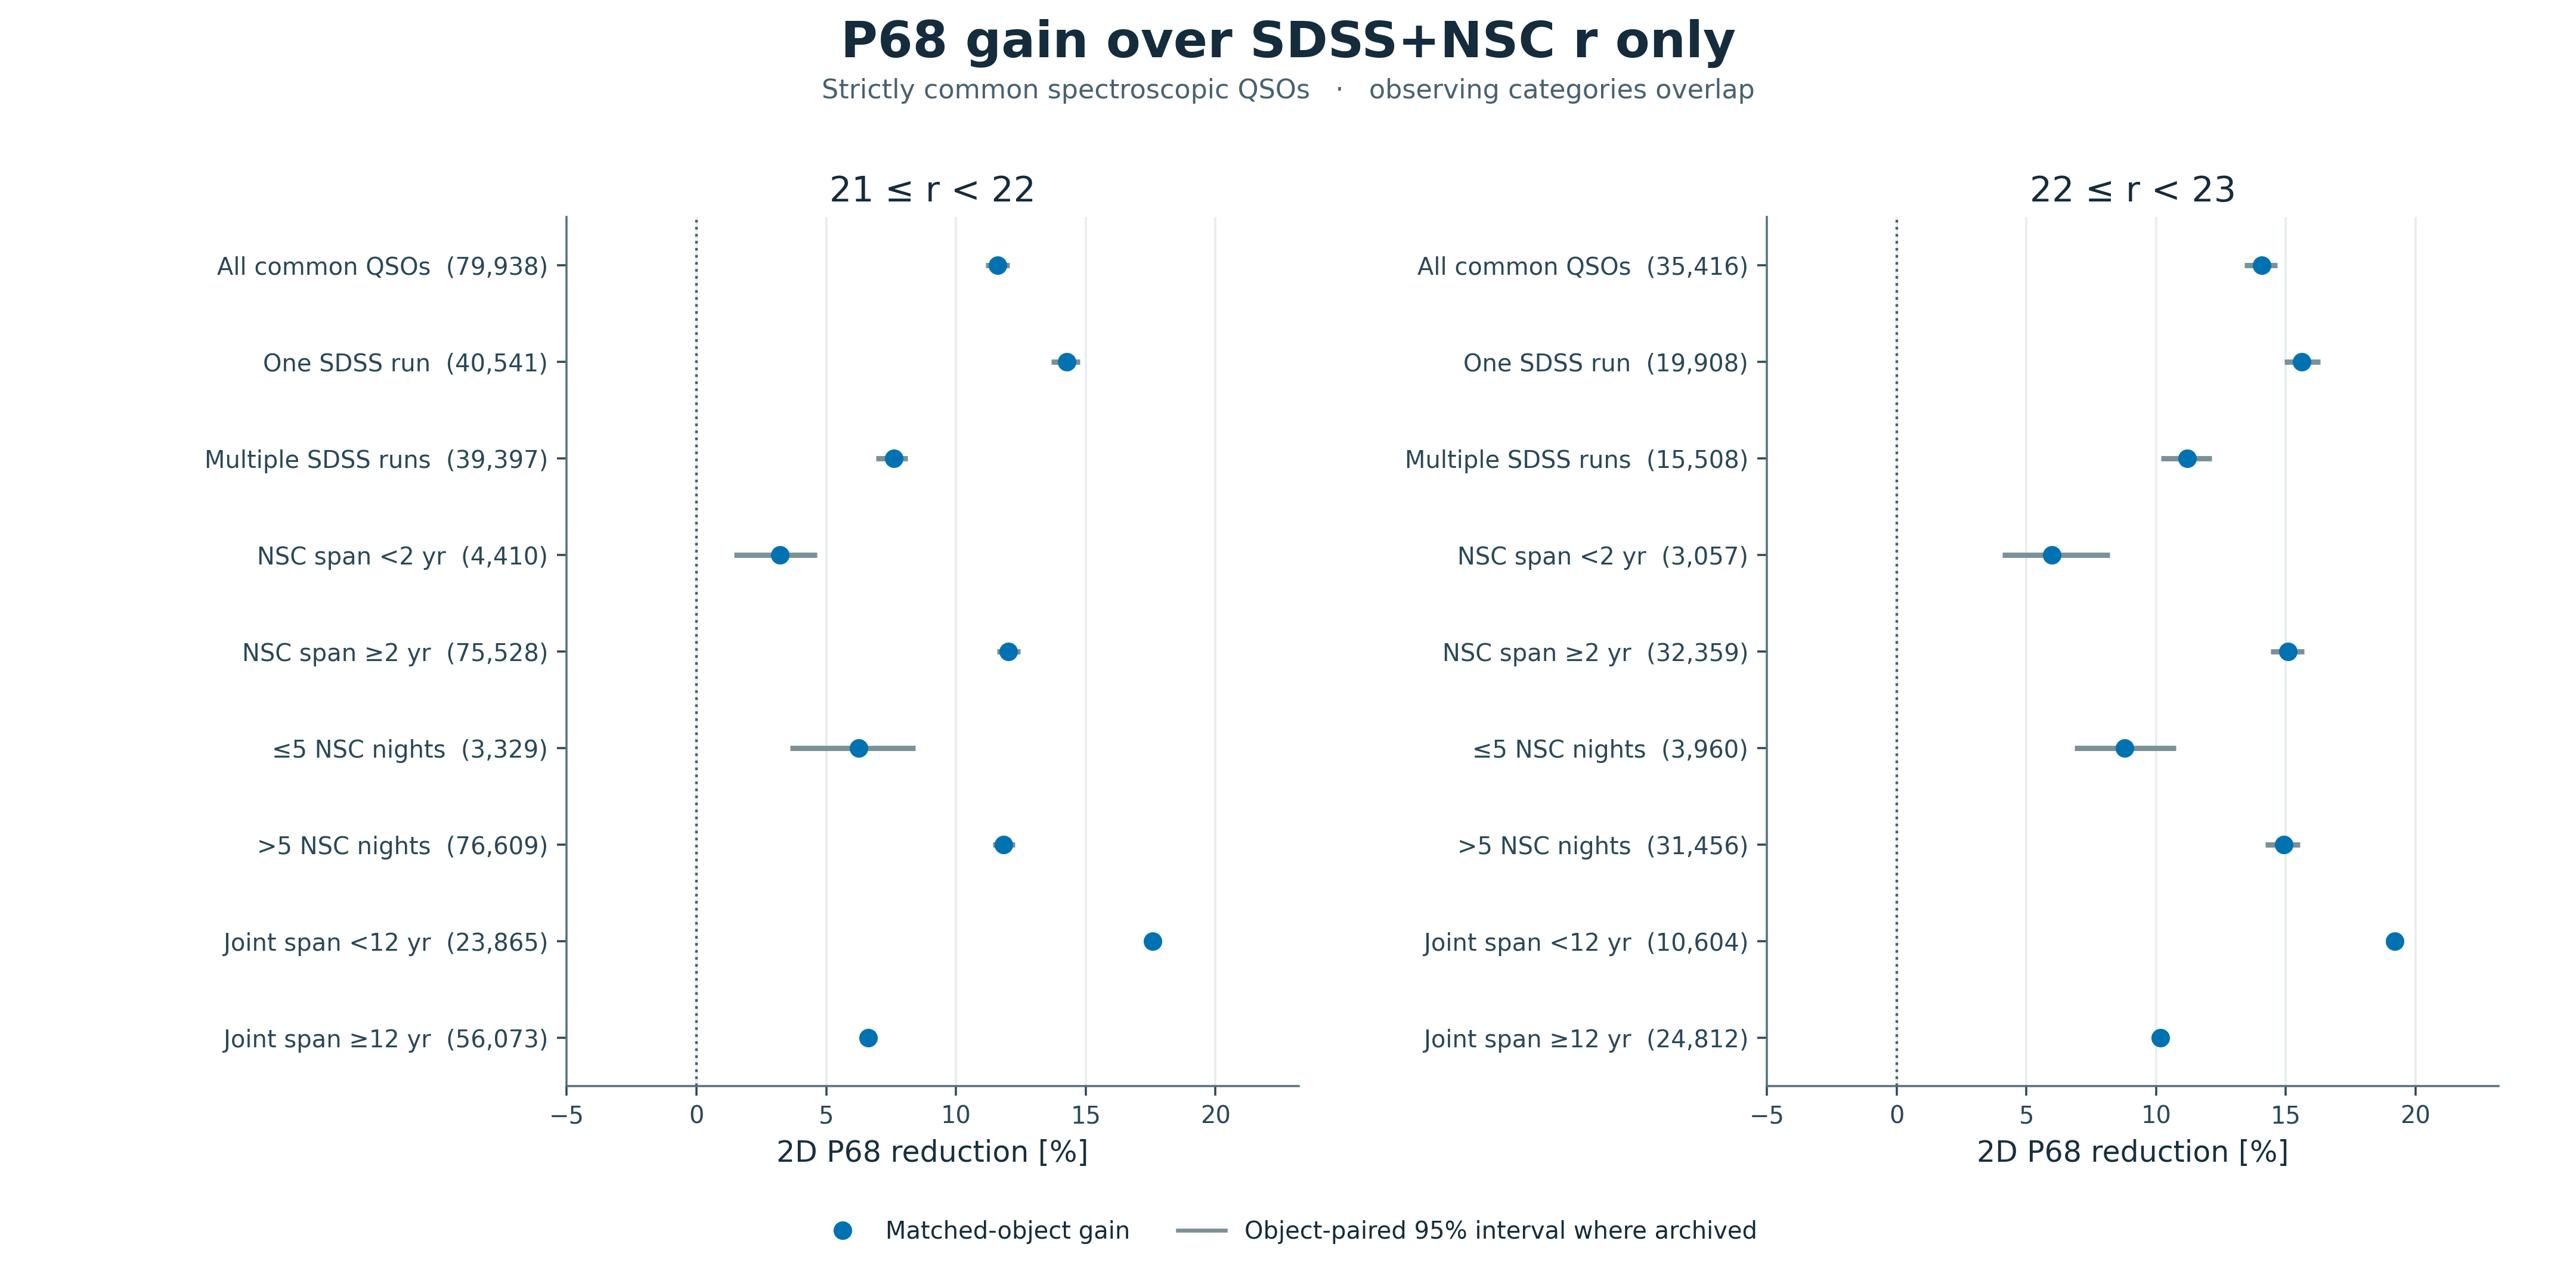 P68 gain over SDSS+NSC r only
Strictly common spectroscopic QSOs · observing categories overlap
21 ≤ r < 22
All common QSOs (79,938)
One SDSS run (40,541)
Multiple SDSS runs (39,397)
NSC span <2 yr (4,410)
NSC span ≥2 yr (75,528)
≤5 NSC nights (3,329)
>5 NSC nights (76,609)
Joint span <12 yr (23,865)
Joint span ≥12 yr (56,073)
−5 0 5 10 15 20
2D P68 reduction [%]
22 ≤ r < 23
All common QSOs (35,416)
One SDSS run (19,908)
Multiple SDSS runs (15,508)
NSC span <2 yr (3,057)
NSC span ≥2 yr (32,359)
≤5 NSC nights (3,960)
>5 NSC nights (31,456)
Joint span <12 yr (10,604)
Joint span ≥12 yr (24,812)
−5 0 5 10 15 20
2D P68 reduction [%]
Matched-object gain
Object-paired 95% interval where archived